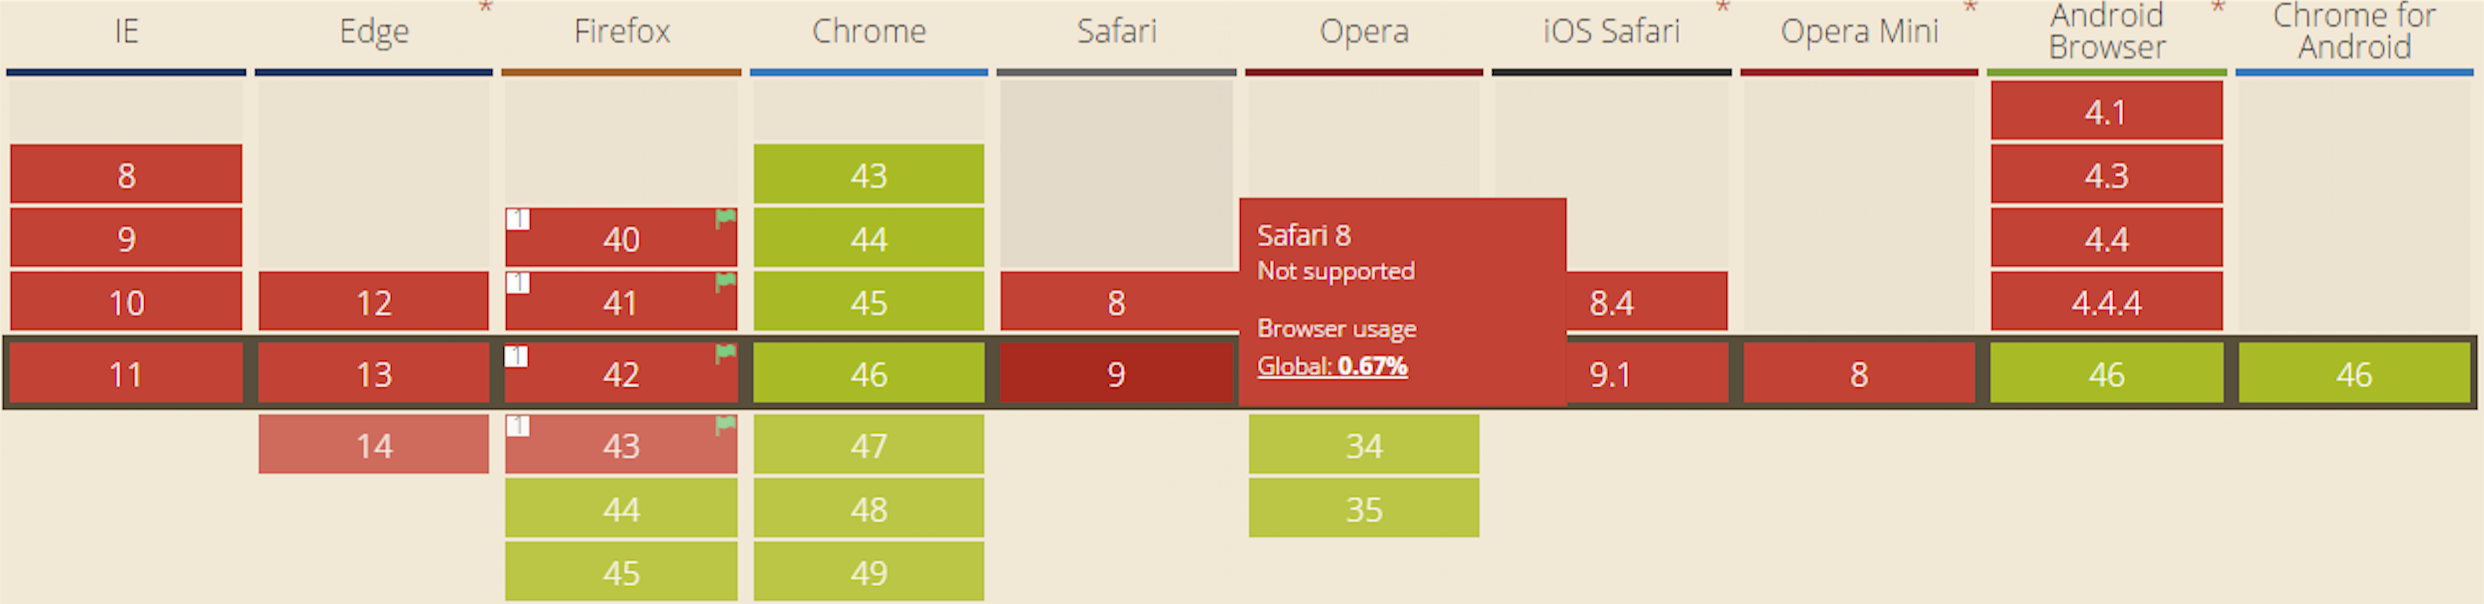 IE Edge * Firefox Chrome Safari Opera iOS Safari * Opera Mini * Android Browser * Chrome for Android
4.1
8 43 4.3
9 1 40 44 4.4
10 12 1 41 45 8 8.4 4.4.4
Safari 8
Not supported
Browser usage
Global: 0.67%
11 13 1 42 46 9 9.1 8 46 46
14 1 43 47 34
44 48 35
45 49